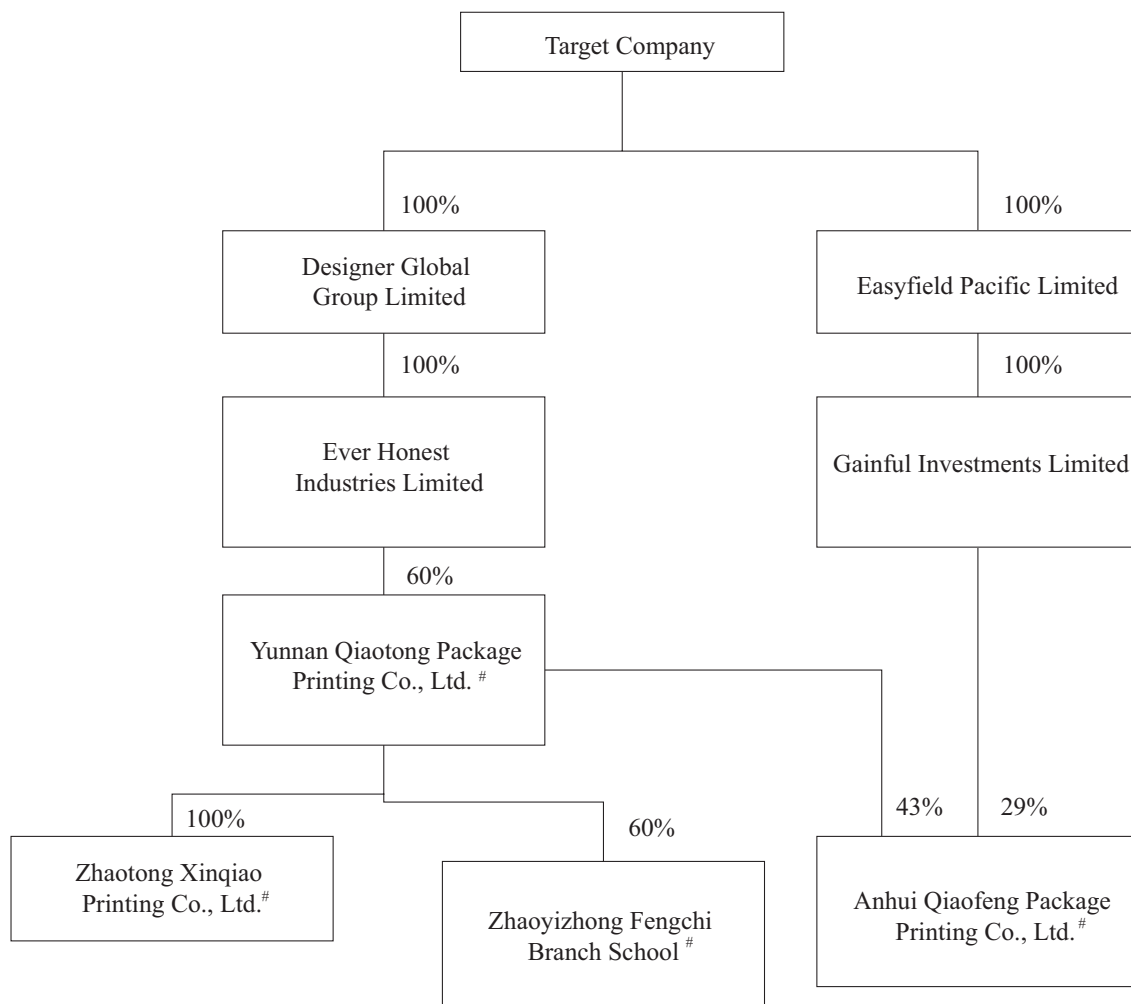 Target Company
100%
100%
Designer Global
Group Limited
Easyfield Pacific Limited
100%
100%
Ever Honest
Industries Limited
Gainful Investments Limited
60%
Yunnan Qiaotong Package
Printing Co., Ltd. #
100%
60%
43%
29%
Zhaotong Xinqiao
Printing Co., Ltd.#
Zhaoyizhong Fengchi
Branch School #
Anhui Qiaofeng Package
Printing Co., Ltd. #